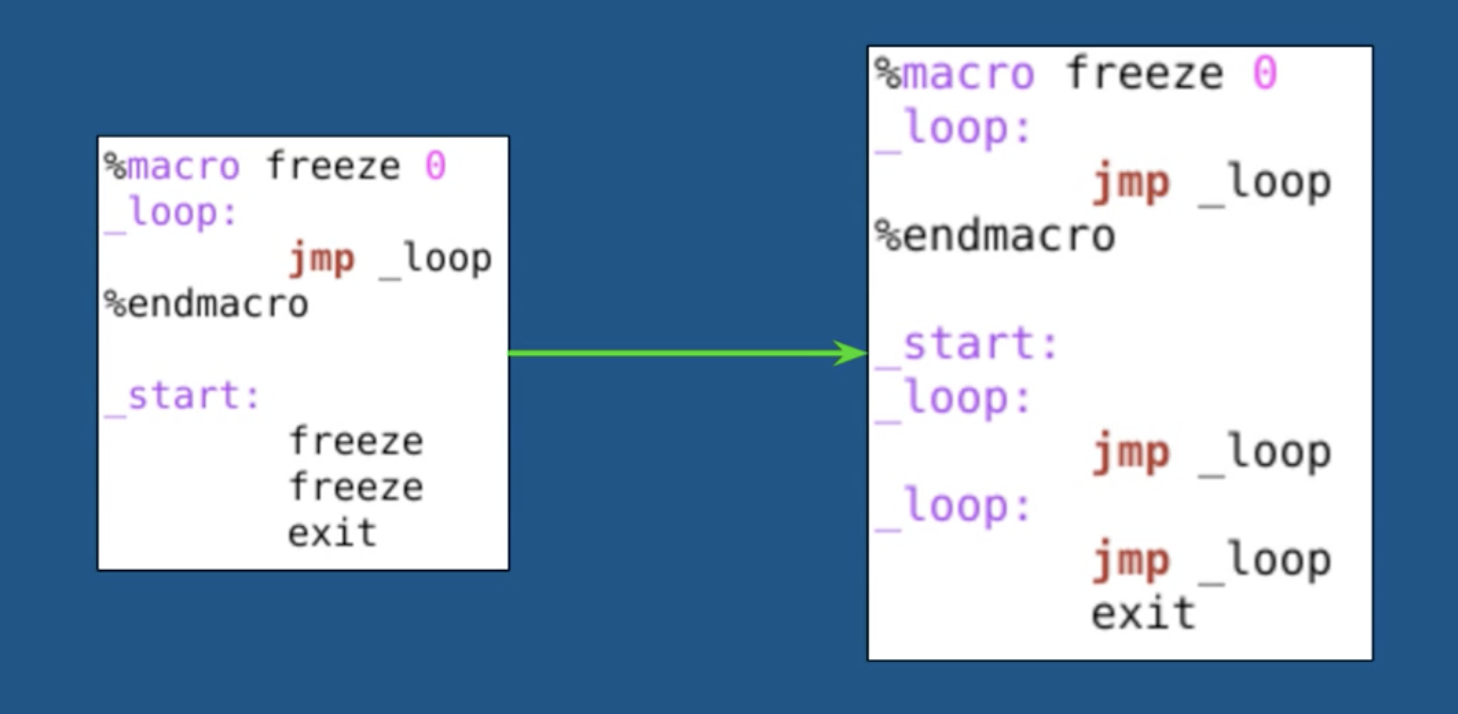 %macro freeze 0
_loop:
jmp _loop
%endmacro
_start:
freeze
freeze
exit
%macro freeze 0
_loop:
jmp _loop
%endmacro
_start:
_loop:
jmp _loop
_loop:
jmp _loop
exit